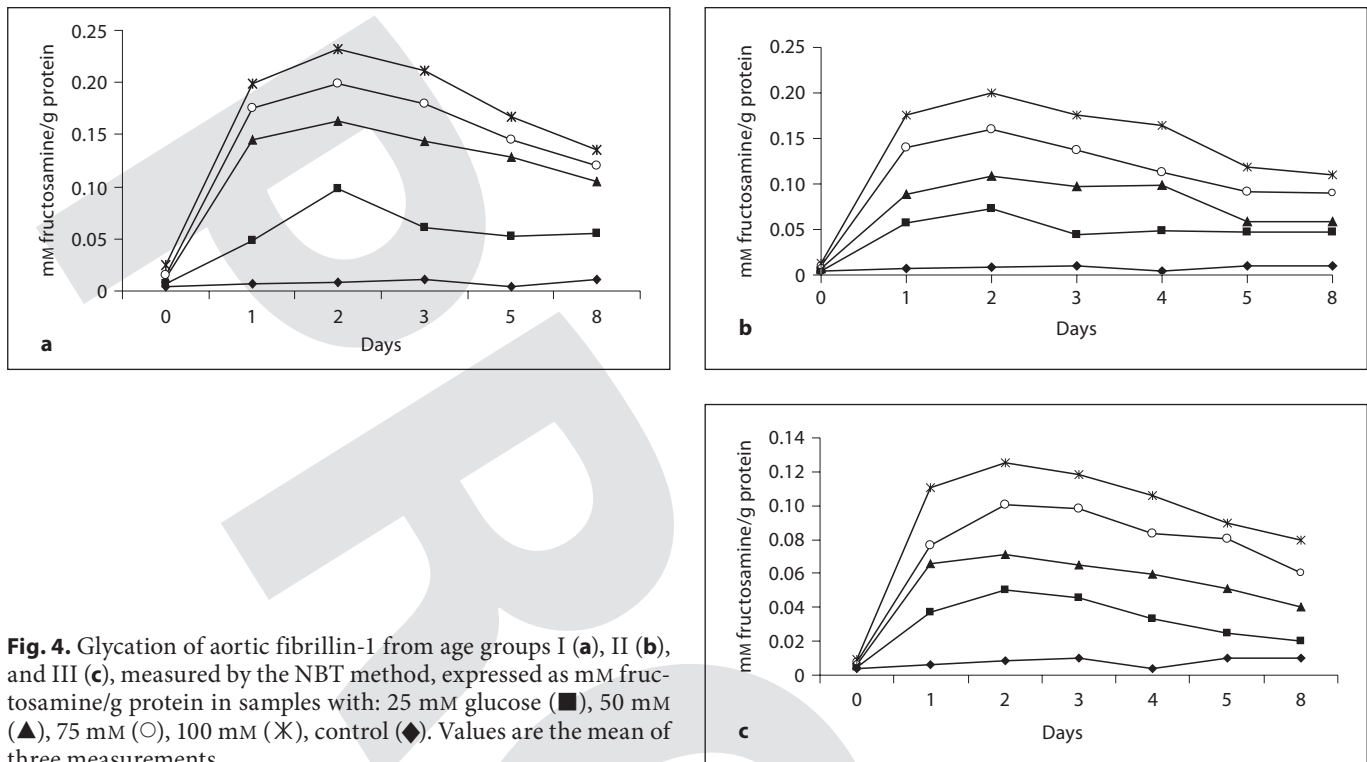 0.25
0.20
0.15
0.10
0.05
0
mM fructosamine/g protein
0 1 2 3 5 8
Days
a
0.25
0.20
0.15
0.10
0.05
0
mM fructosamine/g protein
0 1 2 3 4 5 8
Days
b
0.14
0.12
0.10
0.08
0.06
0.04
0.02
0
mM fructosamine/g protein
0 1 2 3 4 5 8
Days
c
Fig. 4. Glycation of aortic fibrillin-1 from age groups I (a), II (b),
and III (c), measured by the NBT method, expressed as mM fruc-
tosamine/g protein in samples with: 25 mM glucose (■), 50 mM
(▲), 75 mM (○), 100 mM (✳), control (◆). Values are the mean of
three measurements